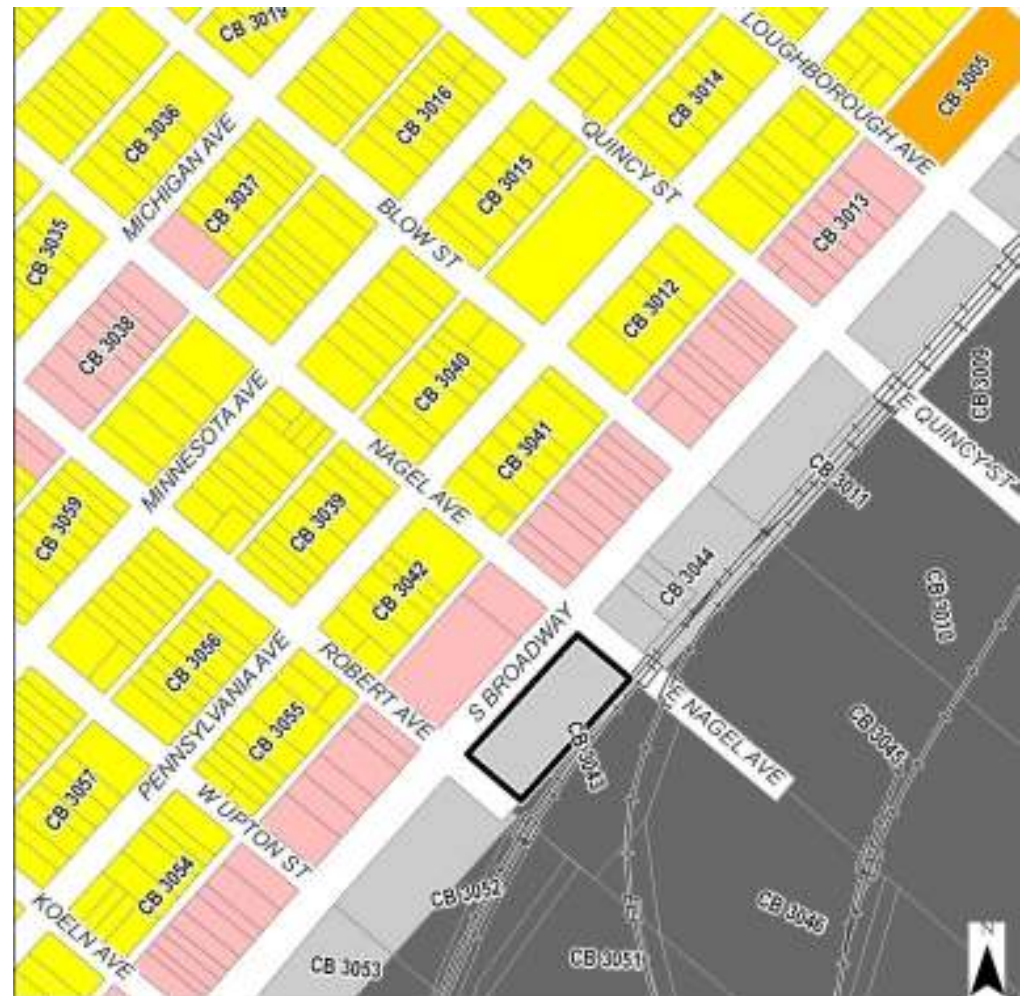 CB 3019
LOUGHBOROUGH AVE
CB 3005
CB 3036
CB 3016
CB 3014
MICHIGAN AVE
QUINCY ST
CB 3037
CB 3015
CB 3013
CB 3035
BLOW ST
CB 3038
CB 3012
CB 3040
CB 3009
MINNESOTA AVE
E QUINCY ST
CB 3041
NAGEL AVE
CB 3011
CB 3059
CB 3039
CB 3042
CB 3044
CB 3010
S BROADWAY
CB 3056
ROBERT AVE
PENNSYLVANIA AVE
CB 3055
E NAGEL AVE
CB 3043
CB 3045
CB 3057
W UPTON ST
CB 3054
CB 3052
CB 3046
KOELN AVE
CB 3053
CB 3051
N